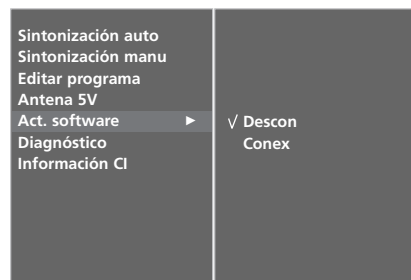 Sintonización auto
Sintonización manu
Editar programa
Antena 5V
Act. software ►
√ Descon
Conex
Diagnóstico
Información CI